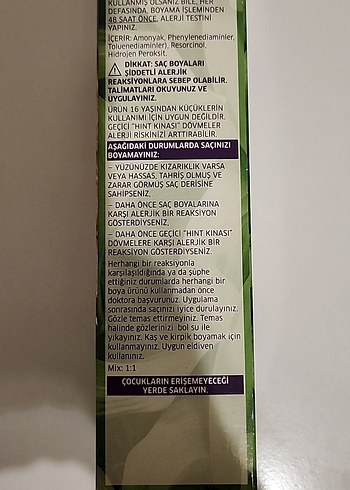 KULLANMIŞ OLSANIZ BİLE, HER
DEFASINDA, BOYAMA İŞLEMİNDEN
48 SAAT ÖNCE, ALERJİ TESTİNİ
YAPINIZ.
İÇERİR: Amonyak, Phenylenediaminler,
Toluenediaminler), Resorcinol,
Hidrojen Peroksit.
DİKKAT: SAÇ BOYALARI
ŞİDDETLİ ALERJİK
REAKSİYONLARA SEBEP OLABİLİR.
TALİMATLARI OKUYUNUZ VE
UYGULAYINIZ.
ÜRÜN 16 YAŞINDAN KÜÇÜKLERİN
KULLANIMI İÇİN UYGUN DEĞİLDİR.
GEÇİCİ "HİNT KINASI" DÖVMELER
ALERJİ RİSKİNİZİ ARTTIRABİLİR.
AŞAĞIDAKİ DURUMLARDA SAÇINIZI
BOYAMAYINIZ:
– YÜZÜNÜZDE KIZARIKLIK VARSA
VEYA HASSAS, TAHRİŞ OLMUŞ VE
ZARAR GÖRMÜŞ SAÇ DERİSİNE
SAHİPSENİZ,
– DAHA ÖNCE SAÇ BOYALARINA
KARŞI ALERJİK BİR REAKSİYON
GÖSTERDİYSENİZ,
– DAHA ÖNCE GEÇİCİ "HİNT KINASI"
DÖVMELERE KARŞI ALERJİK BİR
REAKSİYON GÖSTERDİYSENİZ.
Herhangi bir reaksiyonla
karşılaşıldığında ya da şüphe
ettiğiniz durumlarda herhangi bir
boya ürünü kullanmadan önce
doktora başvurunuz. Uygulama
sonrasında saçınızı iyice durulayınız.
Gözle temas ettirmeyiniz. Temas
halinde gözlerinizi bol su ile
yıkayınız. Kaş ve kirpik boyamak için
kullanmayınız. Uygun eldiven
kullanınız.
Mix: 1:1
ÇOCUKLARIN ERİŞEMEYECEĞİ
YERDE SAKLAYIN.